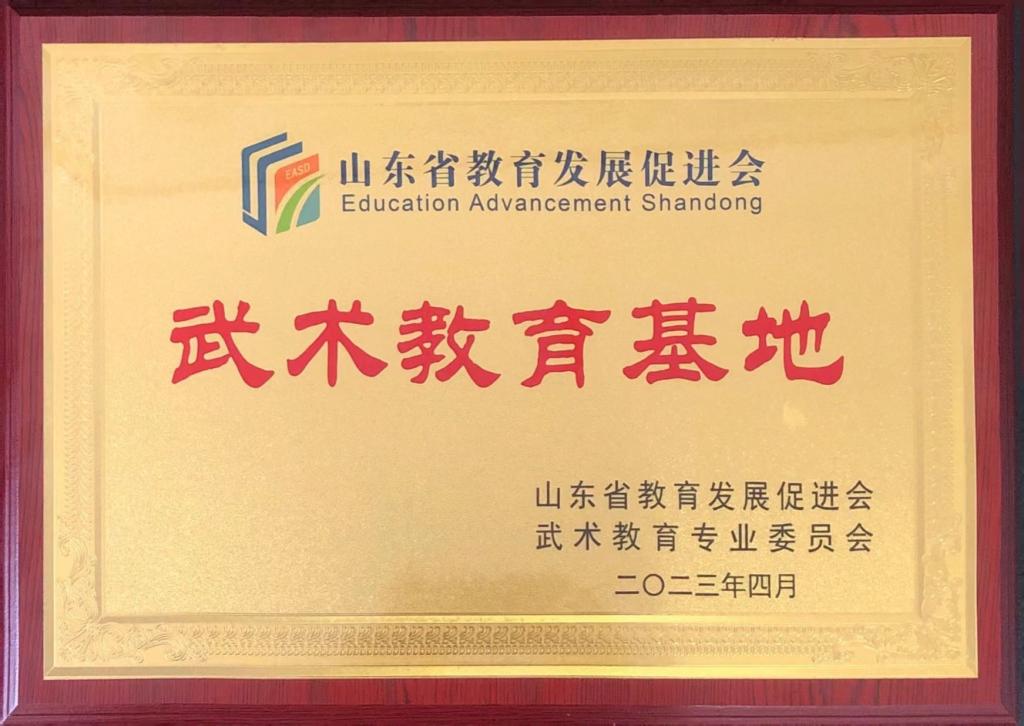 EASD
山东省教育发展促进会
Education Advancement Shandong
武术教育基地
山东省教育发展促进会
武术教育专业委员会
二〇二三年四月